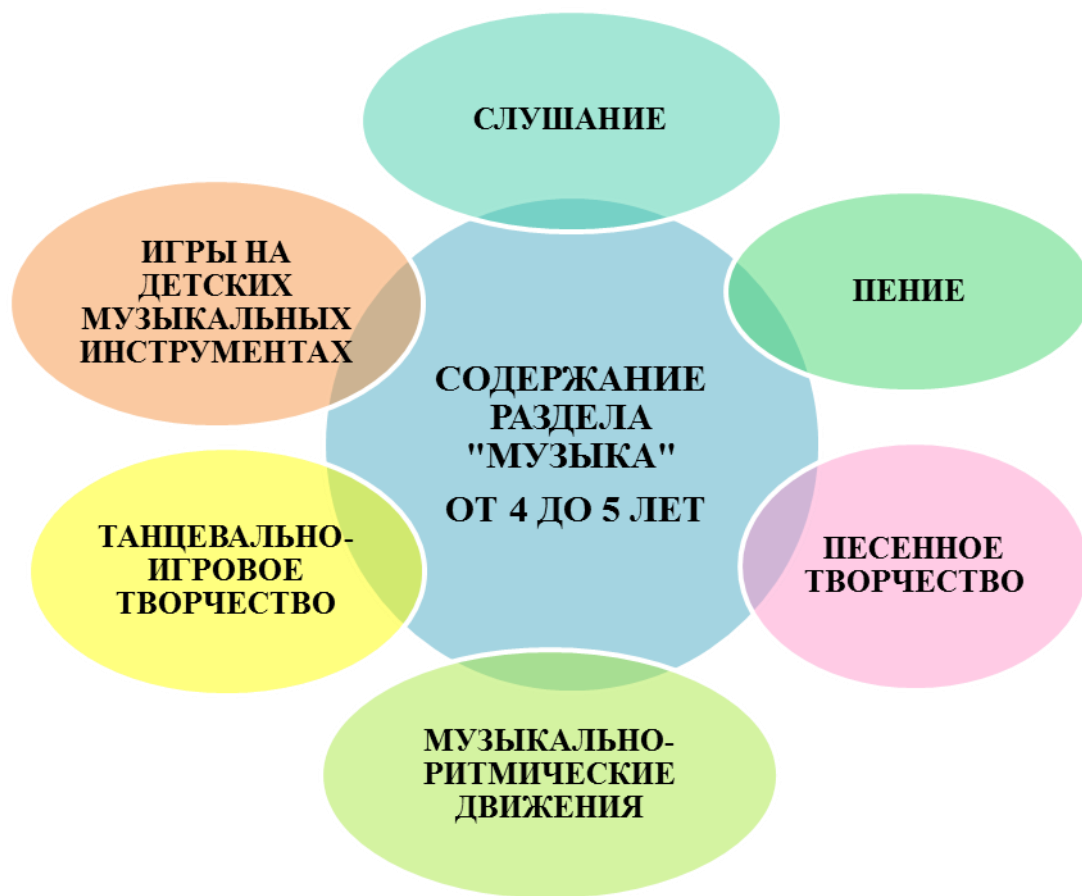 СЛУШАНИЕ
ИГРЫ НА
ДЕТСКИХ
МУЗЫКАЛЬНЫХ
ИНСТРУМЕНТАХ
ПЕНИЕ
СОДЕРЖАНИЕ
РАЗДЕЛА
"МУЗЫКА"
ОТ 4 ДО 5 ЛЕТ
ТАНЦЕВАЛЬНО-
ИГРОВОЕ
ТВОРЧЕСТВО
ПЕСЕННОЕ
ТВОРЧЕСТВО
МУЗЫКАЛЬНО-
РИТМИЧЕСКИЕ
ДВИЖЕНИЯ